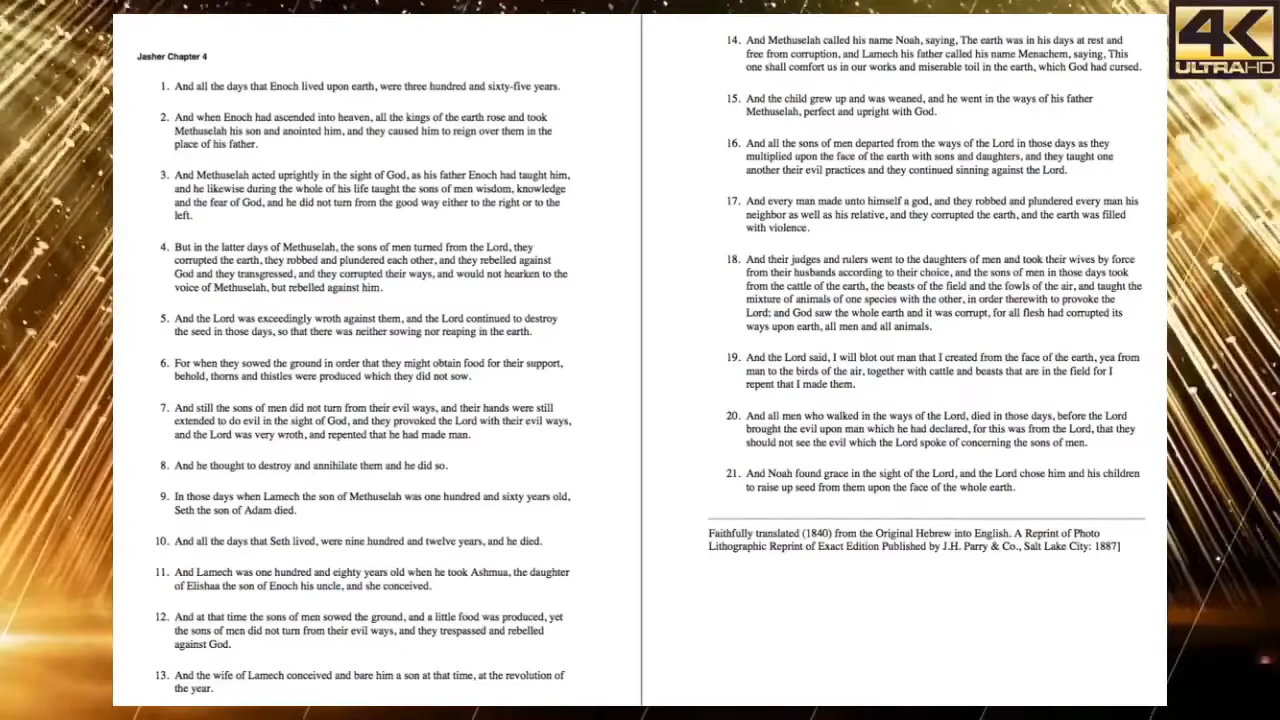 Jasher Chapter 4
1. And all the days that Enoch lived upon earth, were three hundred and sixty-five years.
2. And when Enoch had ascended into heaven, all the kings of the earth rose and took
Methuselah his son and anointed him, and they caused him to reign over them in the
place of his father.
3. And Methuselah acted uprightly in the sight of God, as his father Enoch had taught him,
and he likewise during the whole of his life taught the sons of men wisdom, knowledge
and the fear of God, and he did not turn from the good way either to the right or to the
left.
4. But in the latter days of Methuselah, the sons of men turned from the Lord, they
corrupted the earth, they robbed and plundered each other, and they rebelled against
God and they transgressed, and they corrupted their ways, and would not hearken to the
voice of Methuselah, but rebelled against him.
5. And the Lord was exceedingly wroth against them, and the Lord continued to destroy
the seed in those days, so that there was neither sowing nor reaping in the earth.
6. For when they sowed the ground in order that they might obtain food for their support,
behold, thorns and thistles were produced which they did not sow.
7. And still the sons of men did not turn from their evil ways, and their hands were still
extended to do evil in the sight of God, and they provoked the Lord with their evil ways,
and the Lord was very wroth, and repented that he had made man.
8. And he thought to destroy and annihilate them and he did so.
9. In those days when Lamech the son of Methuselah was one hundred and sixty years old,
Seth the son of Adam died.
10. And all the days that Seth lived, were nine hundred and twelve years, and he died.
11. And Lamech was one hundred and eighty years old when he took Ashmua, the daughter
of Elishaa the son of Enoch his uncle, and she conceived.
12. And at that time the sons of men sowed the ground, and a little food was produced, yet
the sons of men did not turn from their evil ways, and they trespassed and rebelled
against God.
13. And the wife of Lamech conceived and bare him a son at that time, at the revolution of
the year.
14. And Methuselah called his name Noah, saying, The earth was in his days at rest and
free from corruption, and Lamech his father called his name Menachem, saying, This
one shall comfort us in our works and miserable toil in the earth, which God had cursed.
15. And the child grew up and was weaned, and he went in the ways of his father
Methuselah, perfect and upright with God.
16. And all the sons of men departed from the ways of the Lord in those days as they
multiplied upon the face of the earth with sons and daughters, and they taught one
another their evil practices and they continued sinning against the Lord.
17. And every man made unto himself a god, and they robbed and plundered every man his
neighbor as well as his relative, and they corrupted the earth, and the earth was filled
with violence.
18. And their judges and rulers went to the daughters of men and took their wives by force
from their husbands according to their choice, and the sons of men in those days took
from the cattle of the earth, the beasts of the field and the fowls of the air, and taught the
mixture of animals of one species with the other, in order therewith to provoke the
Lord; and God saw the whole earth and it was corrupt, for all flesh had corrupted its
ways upon earth, all men and all animals.
19. And the Lord said, I will blot out man that I created from the face of the earth, yea from
man to the birds of the air, together with cattle and beasts that are in the field for I
repent that I made them.
20. And all men who walked in the ways of the Lord, died in those days, before the Lord
brought the evil upon man which he had declared, for this was from the Lord, that they
should not see the evil which the Lord spoke of concerning the sons of men.
21. And Noah found grace in the sight of the Lord, and the Lord chose him and his children
to raise up seed from them upon the face of the whole earth.
Faithfully translated (1840) from the Original Hebrew into English. A Reprint of Photo
Lithographic Reprint of Exact Edition Published by J.H. Parry & Co., Salt Lake City: 1887]
4K
ULTRAHD